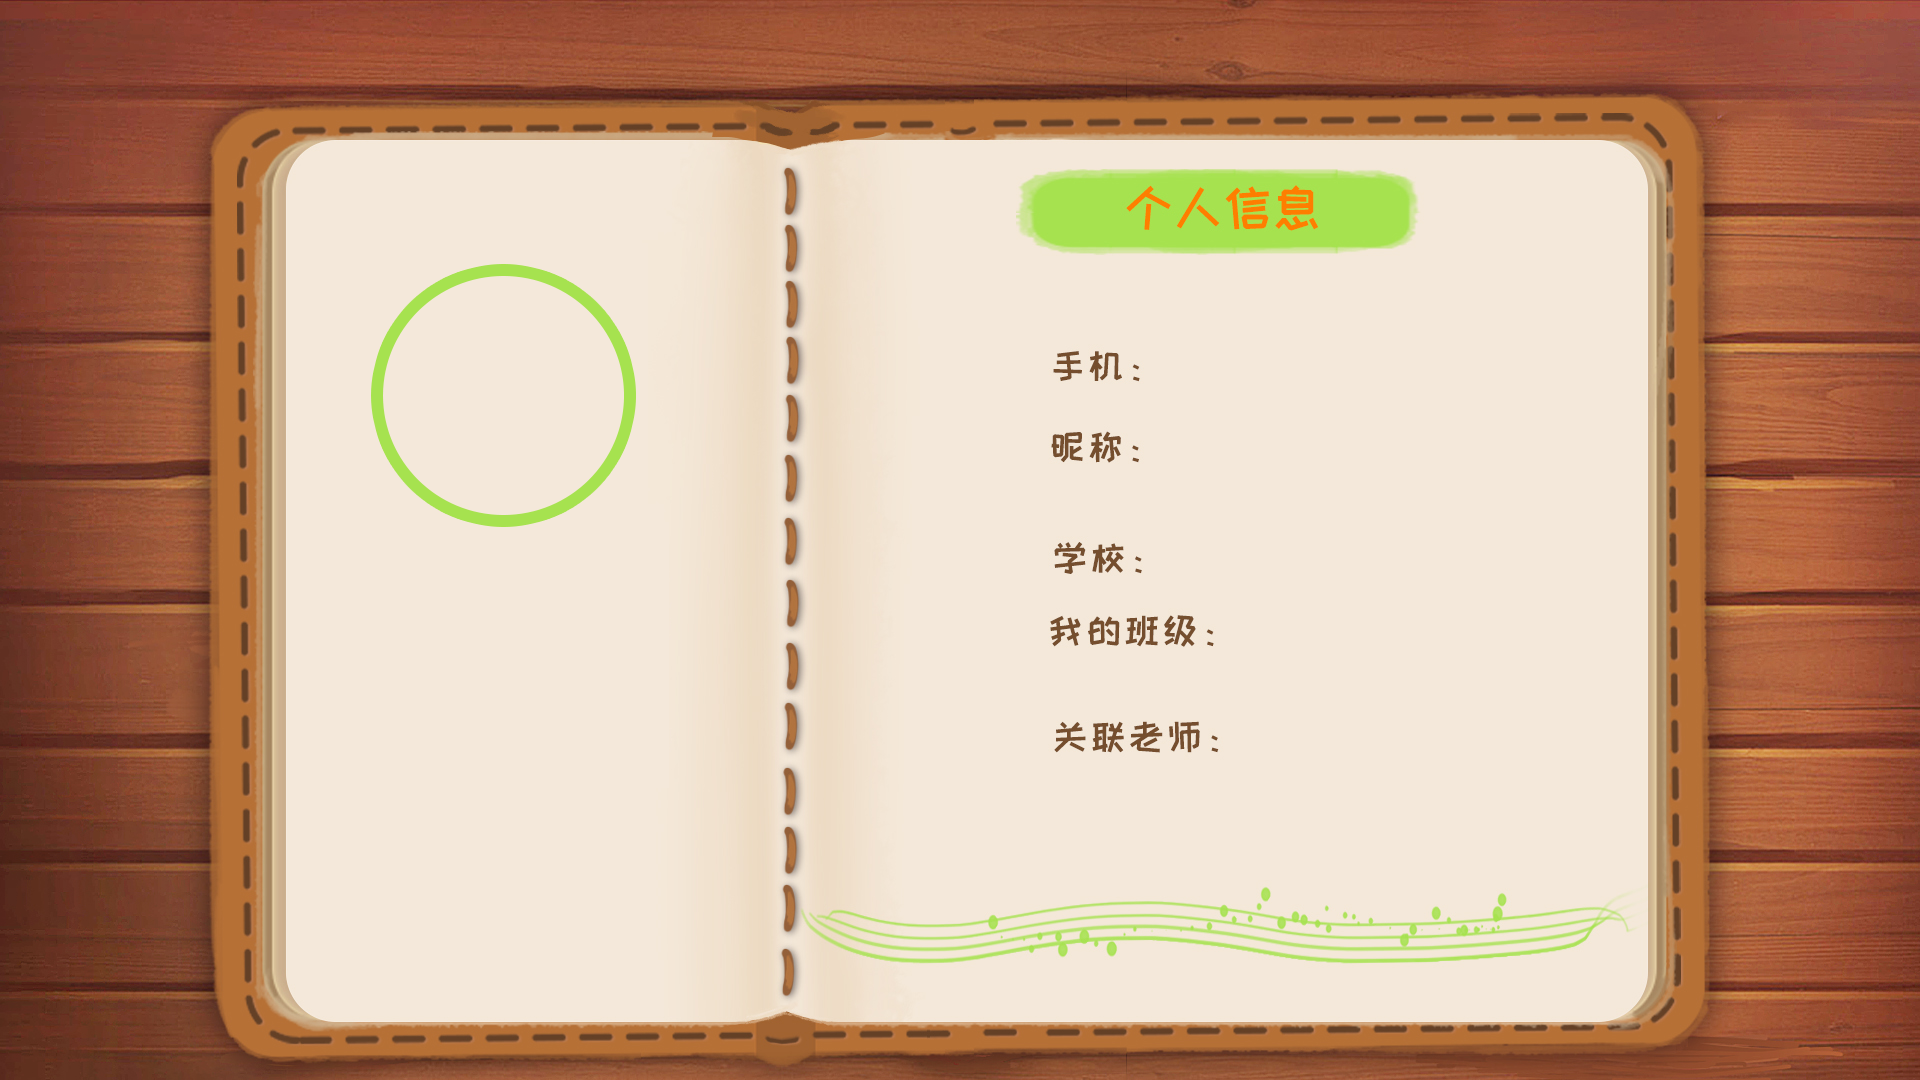 个人信息
手机：
昵称：
学校：
我的班级：
关联老师：